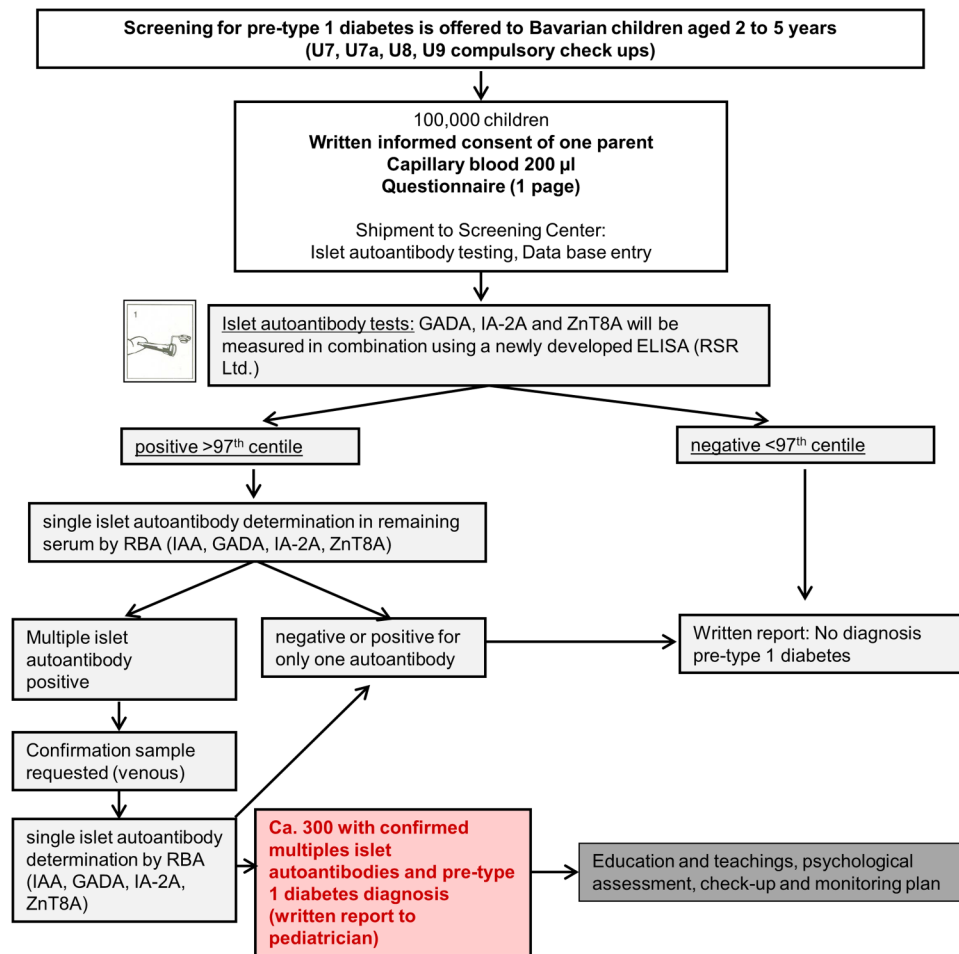 Screening for pre-type 1 diabetes is offered to Bavarian children aged 2 to 5 years
(U7, U7a, U8, U9 compulsory check ups)
100,000 children
Written informed consent of one parent
Capillary blood 200 µl
Questionnaire (1 page)
Shipment to Screening Center:
Islet autoantibody testing, Data base entry
1
Islet autoantibody tests: GADA, IA-2A and ZnT8A will be
measured in combination using a newly developed ELISA (RSR
Ltd.)
positive >97th centile
negative <97th centile
single islet autoantibody determination in remaining
serum by RBA (IAA, GADA, IA-2A, ZnT8A)
Multiple islet
autoantibody
positive
negative or positive for
only one autoantibody
Written report: No diagnosis
pre-type 1 diabetes
Confirmation sample
requested (venous)
single islet autoantibody
determination by RBA
(IAA, GADA, IA-2A,
ZnT8A)
Ca. 300 with confirmed
multiples islet
autoantibodies and pre-type
1 diabetes diagnosis
(written report to
pediatrician)
Education and teachings, psychological
assessment, check-up and monitoring plan